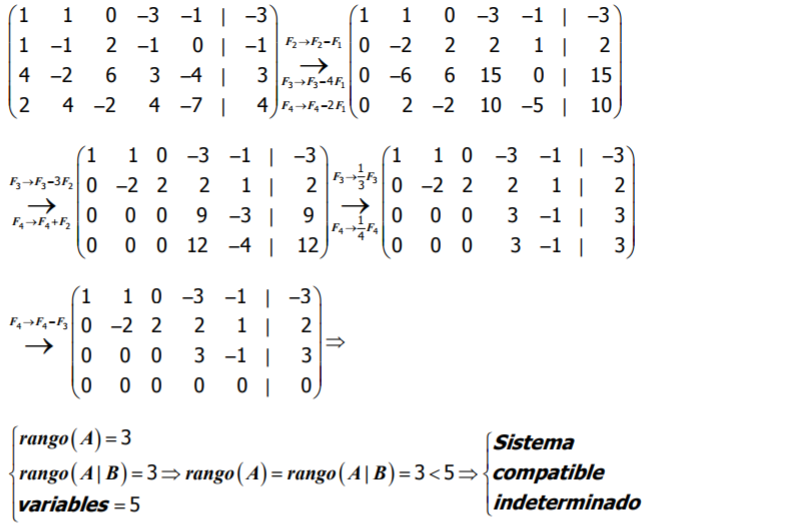 (1 1 0 −3 −1 | −3) (1 1 0 −3 −1 | −3)
(1 −1 2 −1 0 | −1) F₂→F₂−F₁ (0 −2 2 2 1 | 2)
(4 −2 6 3 −4 | 3) → F₃→F₃−4F₁ (0 −6 6 15 0 | 15)
(2 4 −2 4 −7 | 4) F₄→F₄−2F₁ (0 2 −2 10 −5 | 10)
(1 1 0 −3 −1 | −3) (1 1 0 −3 −1 | −3)
F₃→F₃−3F₂ (0 −2 2 2 1 | 2) F₃→1/3F₃ (0 −2 2 2 1 | 2)
→ F₄→F₄+F₂ (0 0 0 9 −3 | 9) → (0 0 0 3 −1 | 3)
(0 0 0 12 −4 | 12) F₄→1/4F₄ (0 0 0 3 −1 | 3)
(1 1 0 −3 −1 | −3)
F₄→F₄−F₃ (0 −2 2 2 1 | 2) ⇒
→ (0 0 0 3 −1 | 3)
(0 0 0 0 0 | 0)
{rango(A)=3 {Sistema
rango(A|B)=3⇒rango(A)=rango(A|B)=3<5⇒ compatible
variables =5 indeterminado